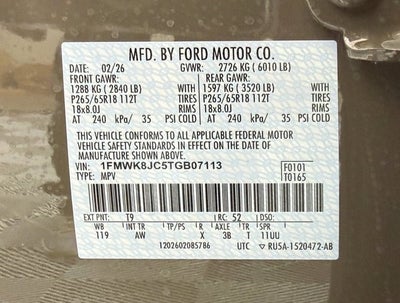 MFD. BY FORD MOTOR CO.
DATE: 02/26 GVWR: 2726 KG ( 6010 LB)
FRONT GAWR: REAR GAWR:
1288 KG ( 2840 LB) WITH 1597 KG ( 3520 LB) WITH
P265/65R18 112T TIRES P265/65R18 112T TIRES
18x8.0J RIMS 18x8.0J RIMS
AT 240 kPa/ 35 PSI COLD AT 240 kPa/ 35 PSI COLD
THIS VEHICLE CONFORMS TO ALL APPLICABLE FEDERAL MOTOR
VEHICLE SAFETY STANDARDS IN EFFECT ON THE DATE OF
MANUFACTURE SHOWN ABOVE.
VIN: 1FMWK8JC5TGB07113 F0101
TYPE: MPV T0165
EXT PNT: T9 RC: 52 DSO:
WB INT TR TP/PS R AXLE TR SPR
119 AW X 3B T 11UU
1202602085786 UTC RU5A-1520472-AB